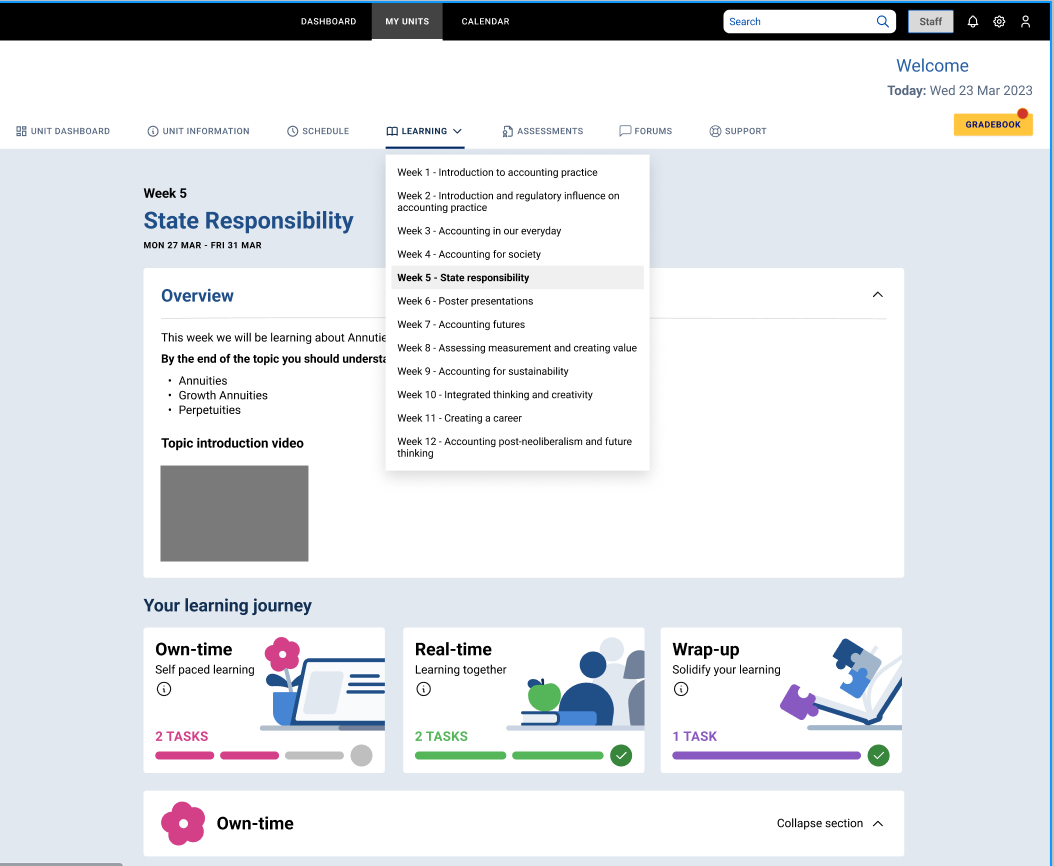 DASHBOARD
MY UNITS
CALENDAR
Search
Staff
Welcome
Today: Wed 23 Mar 2023
UNIT DASHBOARD
UNIT INFORMATION
SCHEDULE
LEARNING
ASSESSMENTS
FORUMS
SUPPORT
GRADEBOOK
Week 1 - Introduction to accounting practice
Week 2 - Introduction and regulatory influence on
accounting practice
Week 3 - Accounting in our everyday
Week 4 - Accounting for society
Week 5 - State responsibility
Week 6 - Poster presentations
Week 7 - Accounting futures
Week 8 - Assessing measurement and creating value
Week 9 - Accounting for sustainability
Week 10 - Integrated thinking and creativity
Week 11 - Creating a career
Week 12 - Accounting post-neoliberalism and future
thinking
Week 5
State Responsibility
MON 27 MAR - FRI 31 MAR
Overview
This week we will be learning about Annutie
By the end of the topic you should understa
• Annuities
• Growth Annuities
• Perpetuities
Topic introduction video
Your learning journey
Own-time
Self paced learning
2 TASKS
Real-time
Learning together
2 TASKS
Wrap-up
Solidify your learning
1 TASK
Own-time
Collapse section